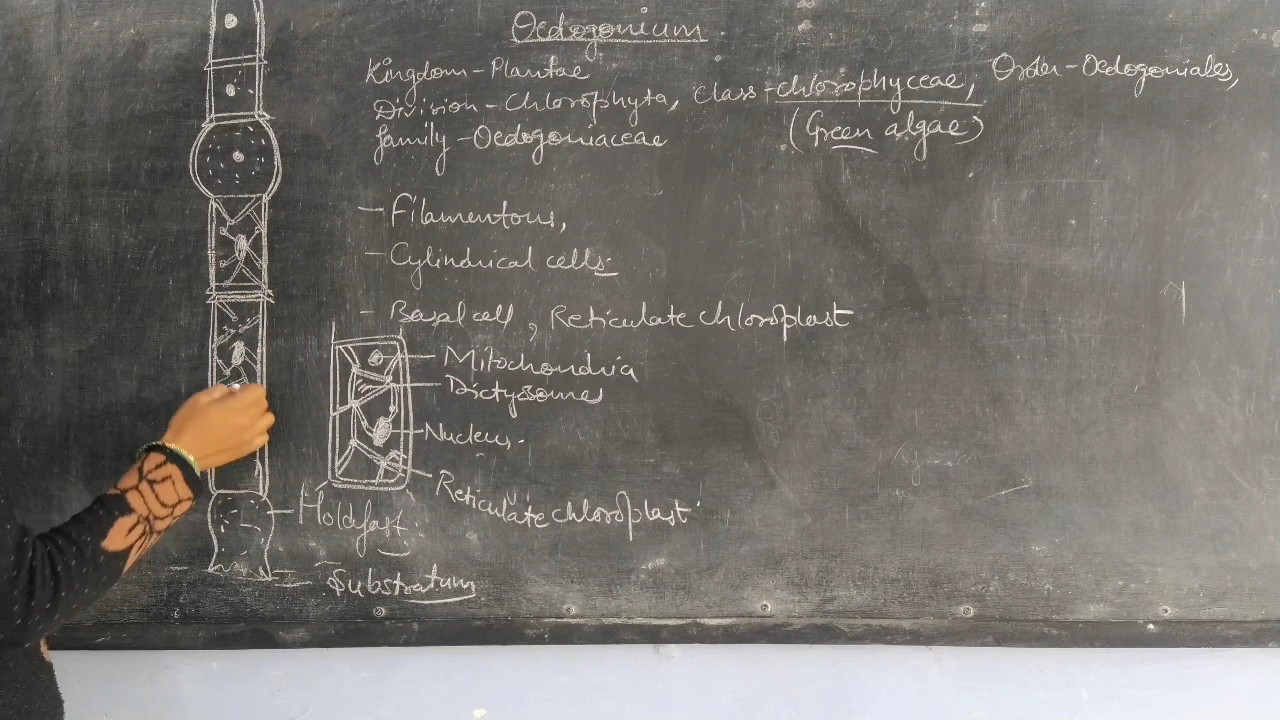 Oedogonium.
Kingdom - Plantae
Division - Chlorophyta, Class - chlorophyceae, Order - Oedogoniales,
family - Oedogoniaceae (Green algae)
- Filamentous,
- Cylindrical cells.
- Basal cell, Reticulate chloroplast
Mitochondria
Dictyosomes
Nucleus.
Reticulate chloroplast
Holdfast.
Substratum